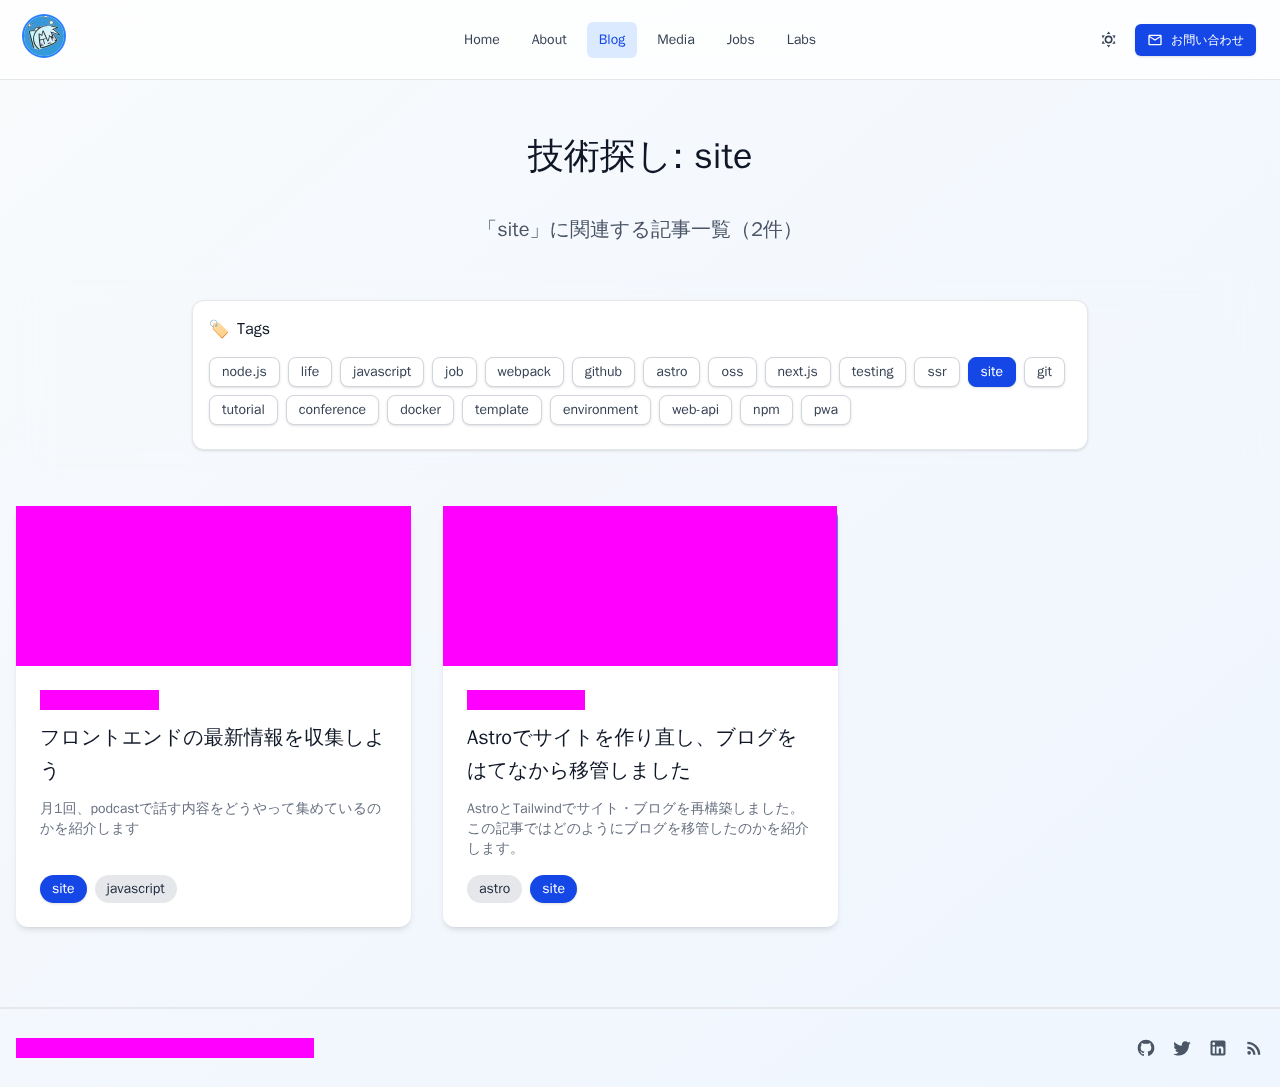 Home About Blog Media Jobs Labs お問い合わせ
技術探し: site
「site」に関連する記事一覧（2件）
Tags
node.js life javascript job webpack github astro oss next.js testing ssr site git
tutorial conference docker template environment web-api npm pwa
フロントエンドの最新情報を収集しよ
う
月1回、podcastで話す内容をどうやって集めているの
かを紹介します
site javascript
Astroでサイトを作り直し、ブログを
はてなから移管しました
AstroとTailwindでサイト・ブログを再構築しました。
この記事ではどのようにブログを移管したのかを紹介
します。
astro site